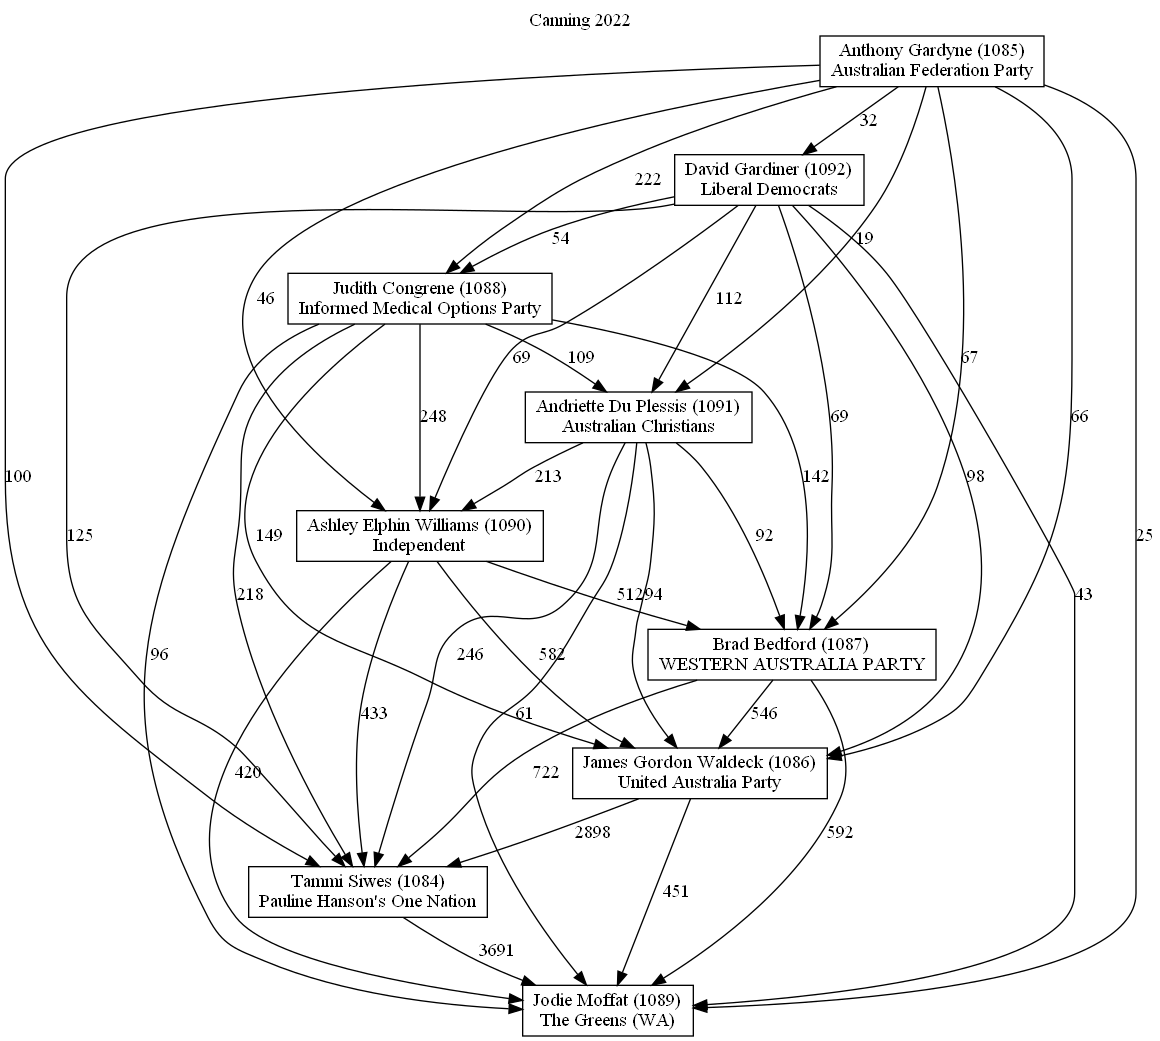 Canning 2022
Anthony Gardyne (1085)
Australian Federation Party
32
David Gardiner (1092)
Liberal Democrats
222
54
19
Judith Congrene (1088)
Informed Medical Options Party
46
112
69
109
67
Andriette Du Plessis (1091)
Australian Christians
248
69
66
100
213
142
98
Ashley Elphin Williams (1090)
Independent
125
149
92
25
218
51294
43
Brad Bedford (1087)
WESTERN AUSTRALIA PARTY
96
246
582
433
61
546
James Gordon Waldeck (1086)
United Australia Party
420
722
2898
592
Tammi Siwes (1084)
Pauline Hanson's One Nation
451
3691
Jodie Moffat (1089)
The Greens (WA)